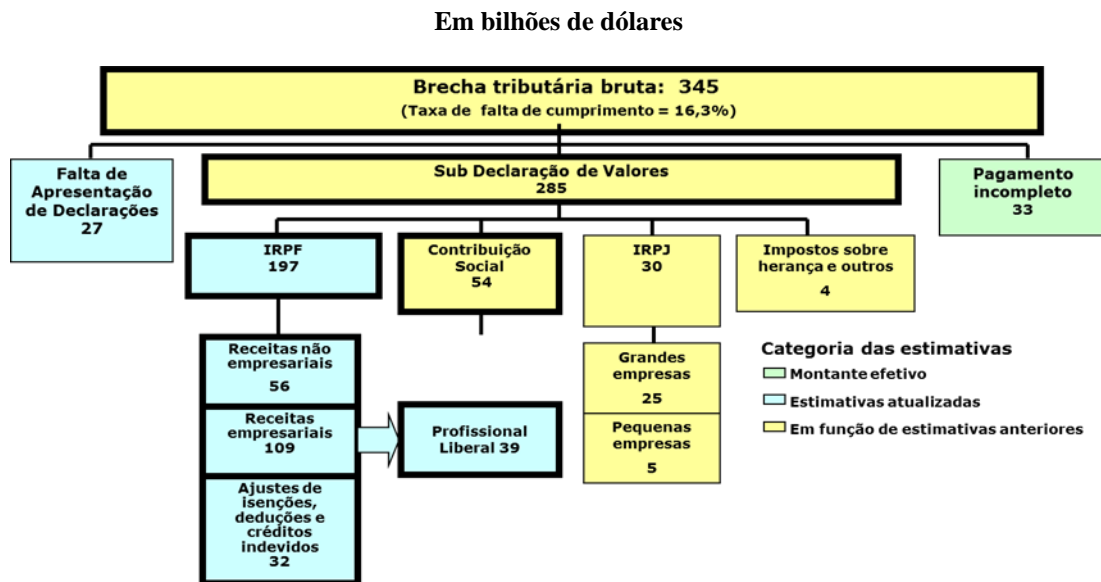 Em bilhões de dólares
Brecha tributária bruta: 345
(Taxa de falta de cumprimento = 16,3%)
Falta de
Apresentação
de Declarações
27
Sub Declaração de Valores
285
Pagamento
incompleto
33
IRPF
197
Contribuição
Social
54
IRPJ
30
Impostos sobre
herança e outros
4
Receitas não
empresariais
56
Receitas
empresariais
109
Ajustes de
isenções,
deduções e
créditos
indevidos
32
Profissional
Liberal 39
Grandes
empresas
25
Pequenas
empresas
5
Categoria das estimativas
Montante efetivo
Estimativas atualizadas
Em função de estimativas anteriores